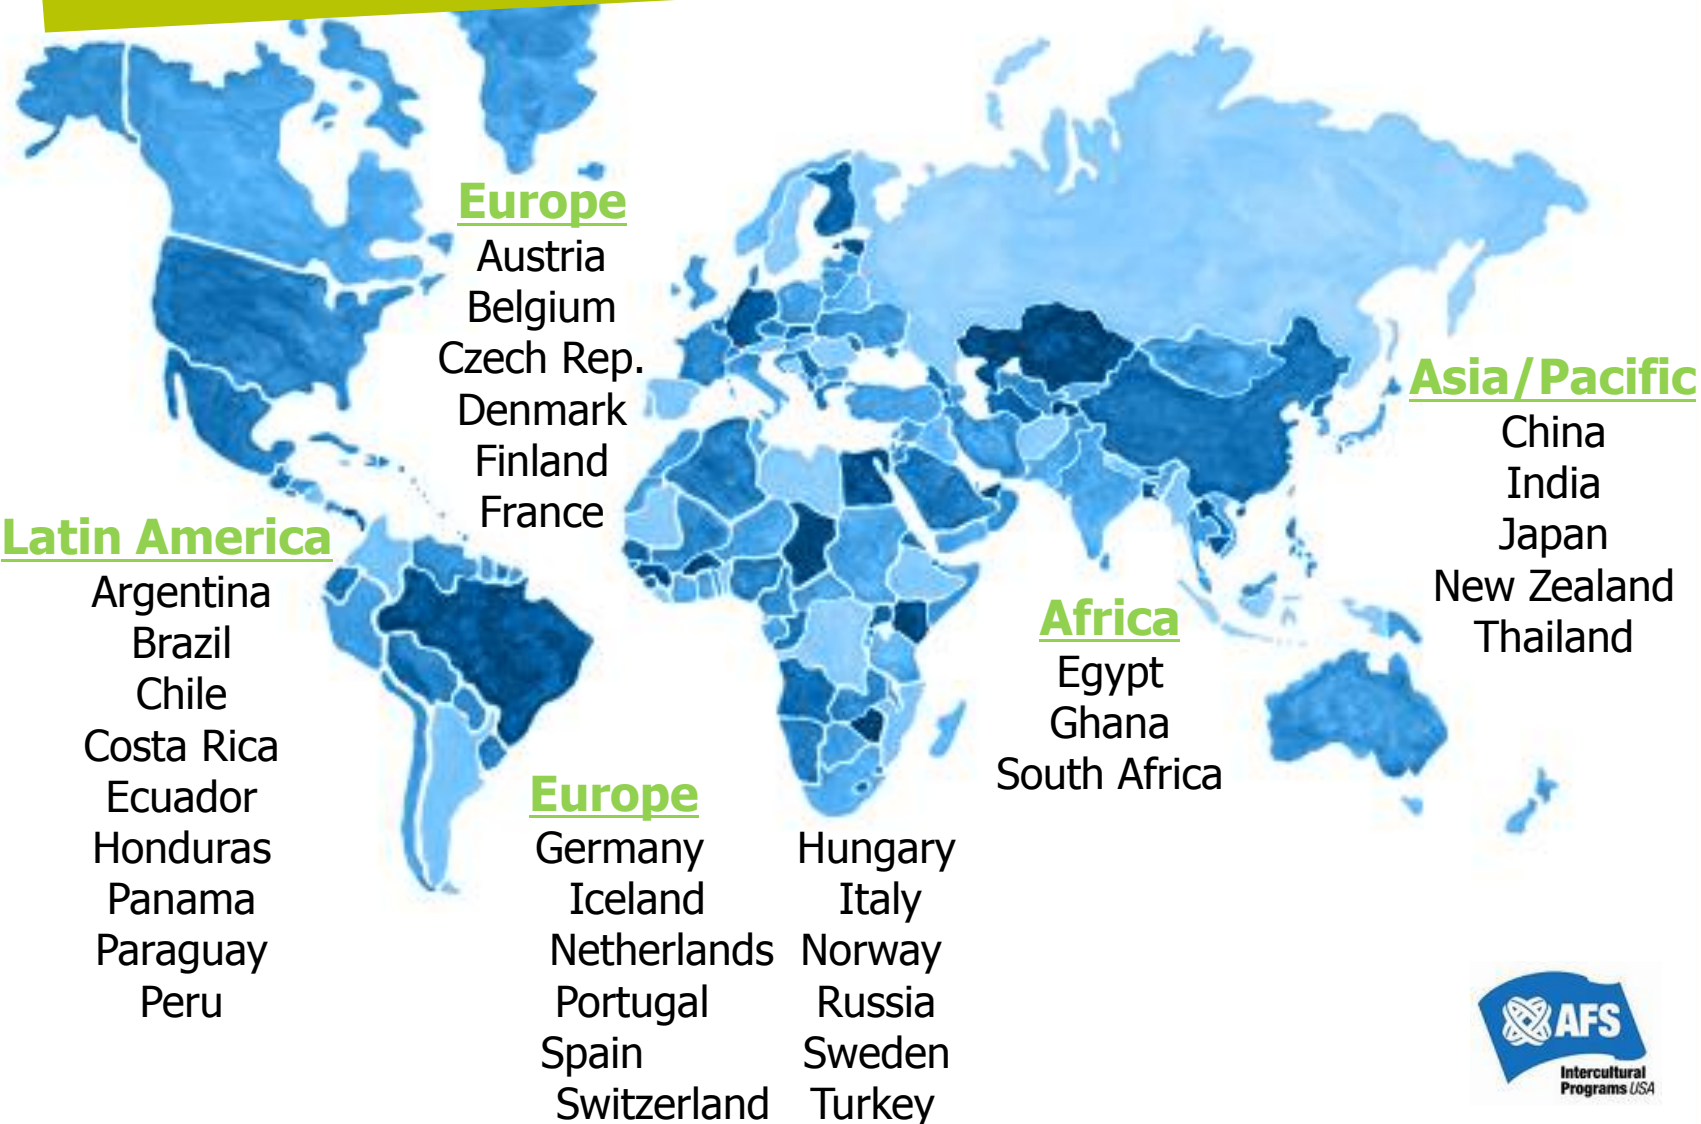 Europe
Austria
Belgium
Czech Rep.
Denmark
Finland
France
Latin America
Argentina
Brazil
Chile
Costa Rica
Ecuador
Honduras
Panama
Paraguay
Peru
Europe
Germany Hungary
Iceland Italy
Netherlands Norway
Portugal Russia
Spain Sweden
Switzerland Turkey
Africa
Egypt
Ghana
South Africa
Asia/Pacific
China
India
Japan
New Zealand
Thailand
AFS
Intercultural
Programs USA